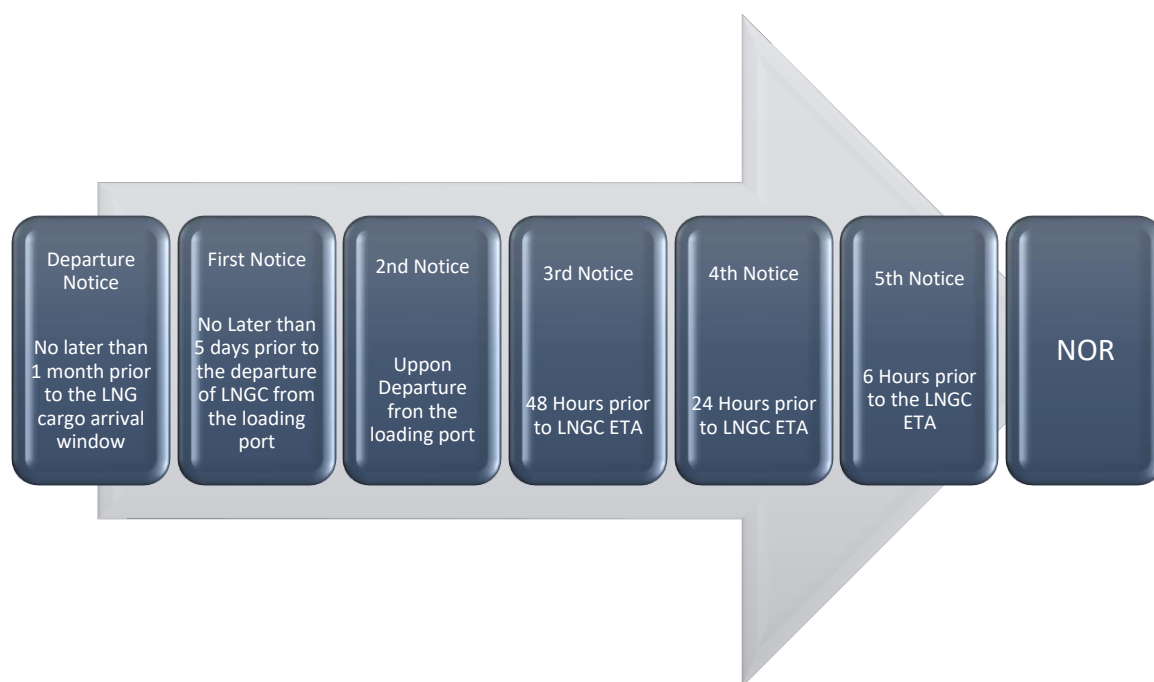 Departure
Notice
No later than
1 month prior
to the LNG
cargo arrival
window
First Notice
No Later than
5 days prior to
the departure
of LNGC from
the loading
port
2nd Notice
Uppon
Departure
fron the
loading port
3rd Notice
48 Hours prior
to LNGC ETA
4th Notice
24 Hours prior
to LNGC ETA
5th Notice
6 Hours prior
to the LNGC
ETA
NOR